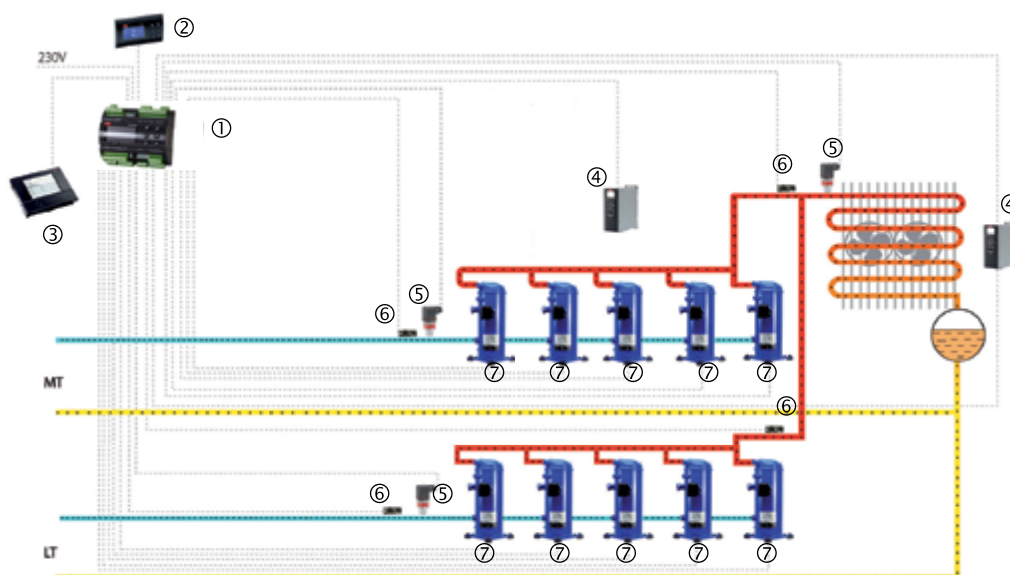 ②
230V
①
⑤
④
⑥
③
④
⑤
⑥
⑦ ⑦ ⑦ ⑦ ⑦
MT
⑥
⑥ ⑤
LT
⑦ ⑦ ⑦ ⑦ ⑦